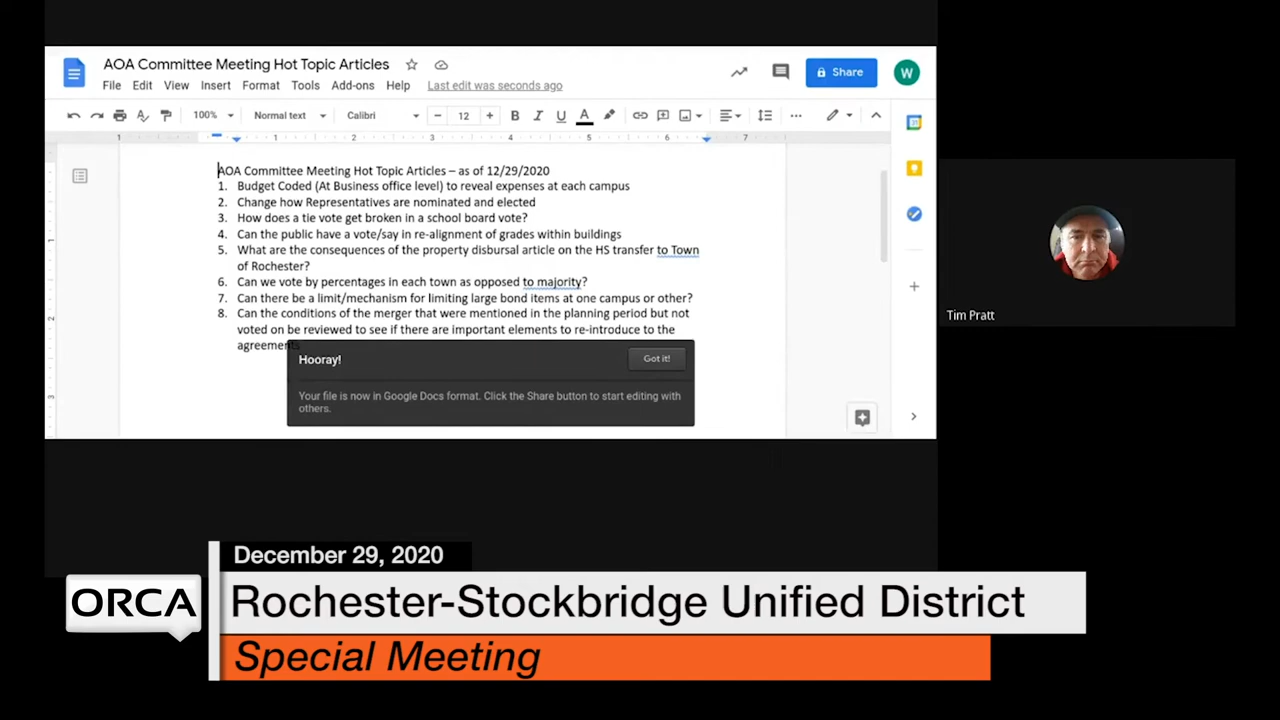 AOA Committee Meeting Hot Topic Articles
File Edit View Insert Format Tools Add-ons Help Last edit was seconds ago
Share
W
100% Normal text Calibri 12 B I U A
1 1 2 3 4 5 6 7
AOA Committee Meeting Hot Topic Articles – as of 12/29/2020
1. Budget Coded (At Business office level) to reveal expenses at each campus
2. Change how Representatives are nominated and elected
3. How does a tie vote get broken in a school board vote?
4. Can the public have a vote/say in re-alignment of grades within buildings
5. What are the consequences of the property disbursal article on the HS transfer to Town
of Rochester?
6. Can we vote by percentages in each town as opposed to majority?
7. Can there be a limit/mechanism for limiting large bond items at one campus or other?
8. Can the conditions of the merger that were mentioned in the planning period but not
voted on be reviewed to see if there are important elements to re-introduce to the
agreements
Hooray!
Got it!
Your file is now in Google Docs format. Click the Share button to start editing with
others.
Tim Pratt
December 29, 2020
ORCA
Rochester-Stockbridge Unified District
Special Meeting